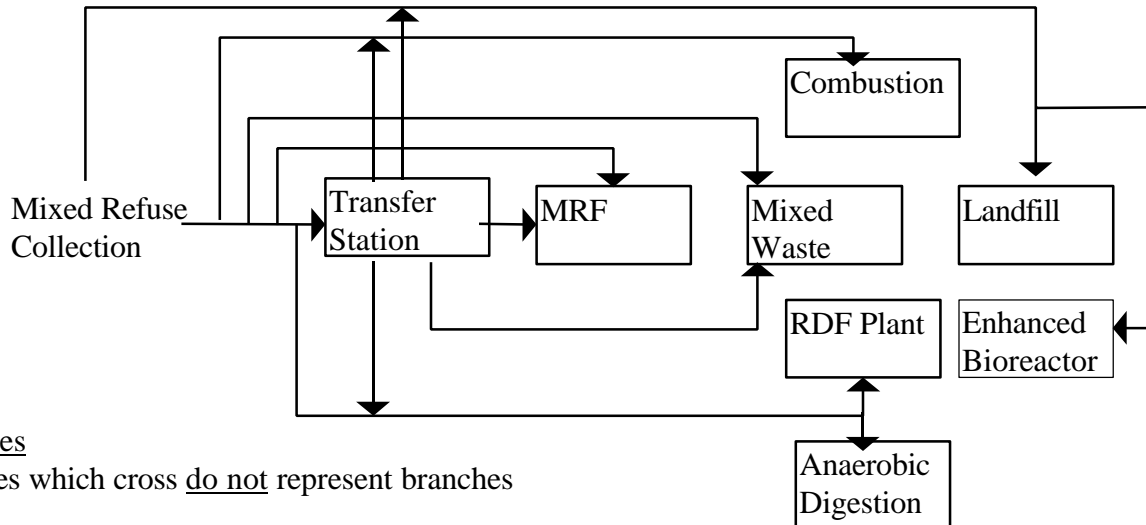 Combustion
Mixed Refuse
Collection
Transfer
Station
MRF
Mixed
Waste
Landfill
RDF Plant
Enhanced
Bioreactor
Anaerobic
Digestion
es
es which cross do not represent branches